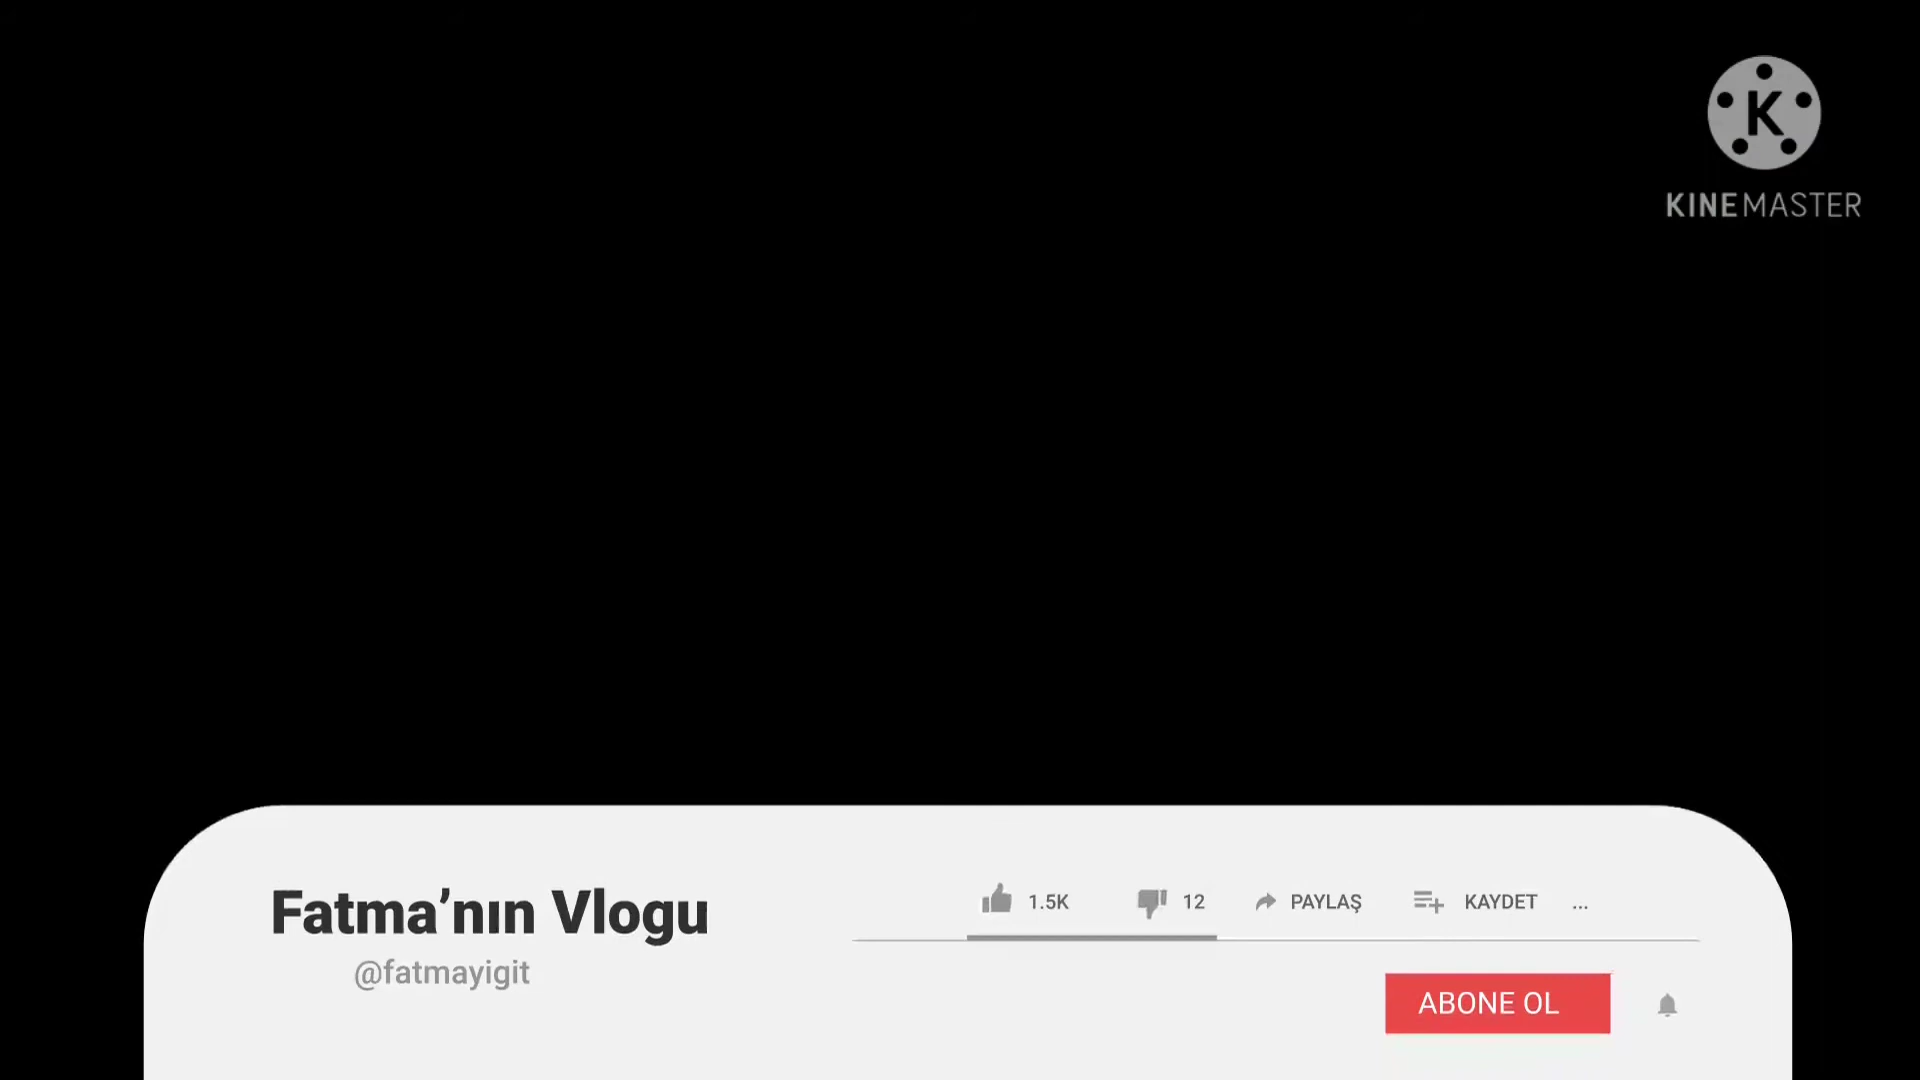 KINEMASTER
Fatma’nın Vlogu
@fatmayigit
1.5K 12 PAYLAŞ KAYDET ...
ABONE OL